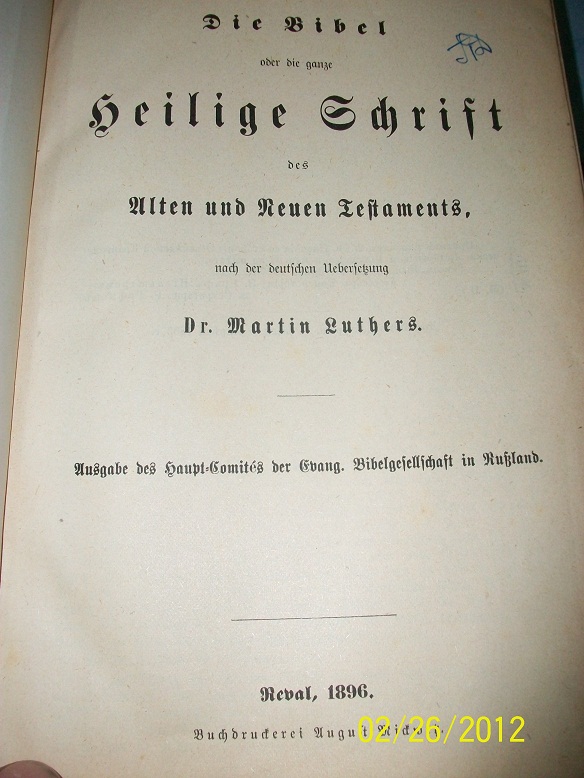 Die Bibel
oder die ganze
Heilige Schrift
des
Alten und Neuen Testaments,
nach der deutschen Uebersetzung
Dr. Martin Luthers.
Ausgabe des Haupt-Comités der Evang. Bibelgesellschaft in Rußland.
Reval, 1896.
Buchdruckerei August
02/26/2012